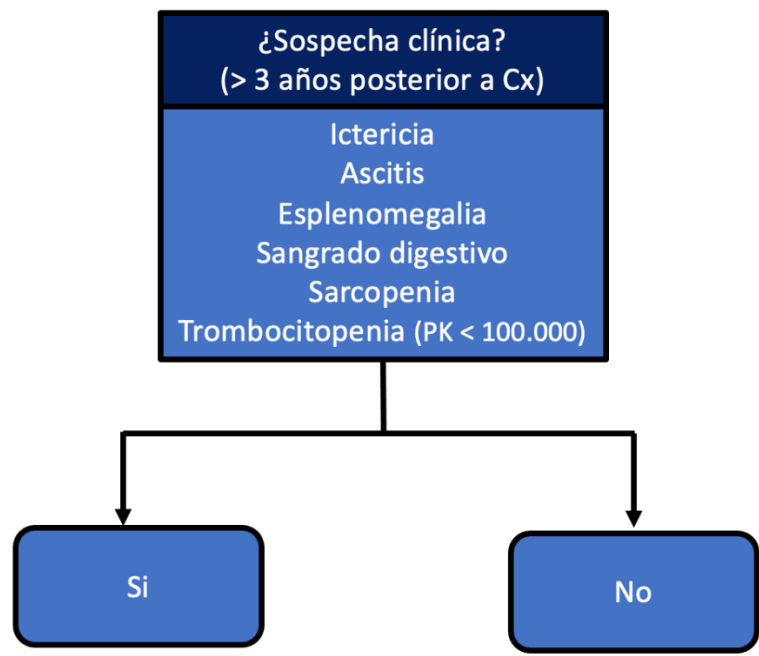 ¿Sospecha clínica?
(> 3 años posterior a Cx)
Ictericia
Ascitis
Esplenomegalia
Sangrado digestivo
Sarcopenia
Trombocitopenia (PK < 100.000)
Si
No